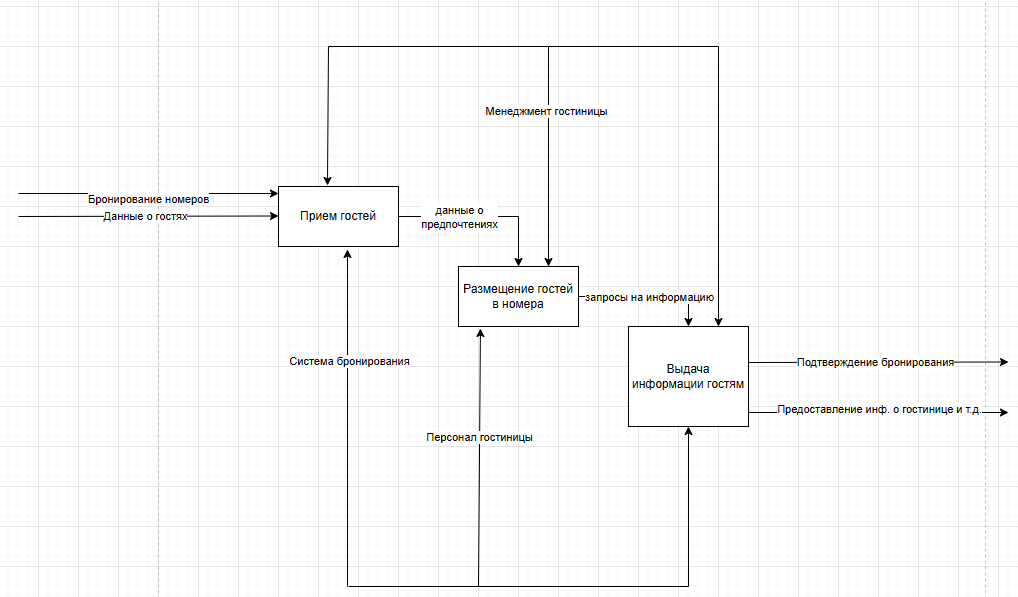 Менеджмент гостиницы
Бронирование номеров
Данные о гостях
Прием гостей
данные о
предпочтениях
Размещение гостей
в номера
запросы на информацию
Система бронирования
Выдача
информации гостям
Подтверждение бронирования
Предоставление инф. о гостинице и т.д.
Персонал гостиницы